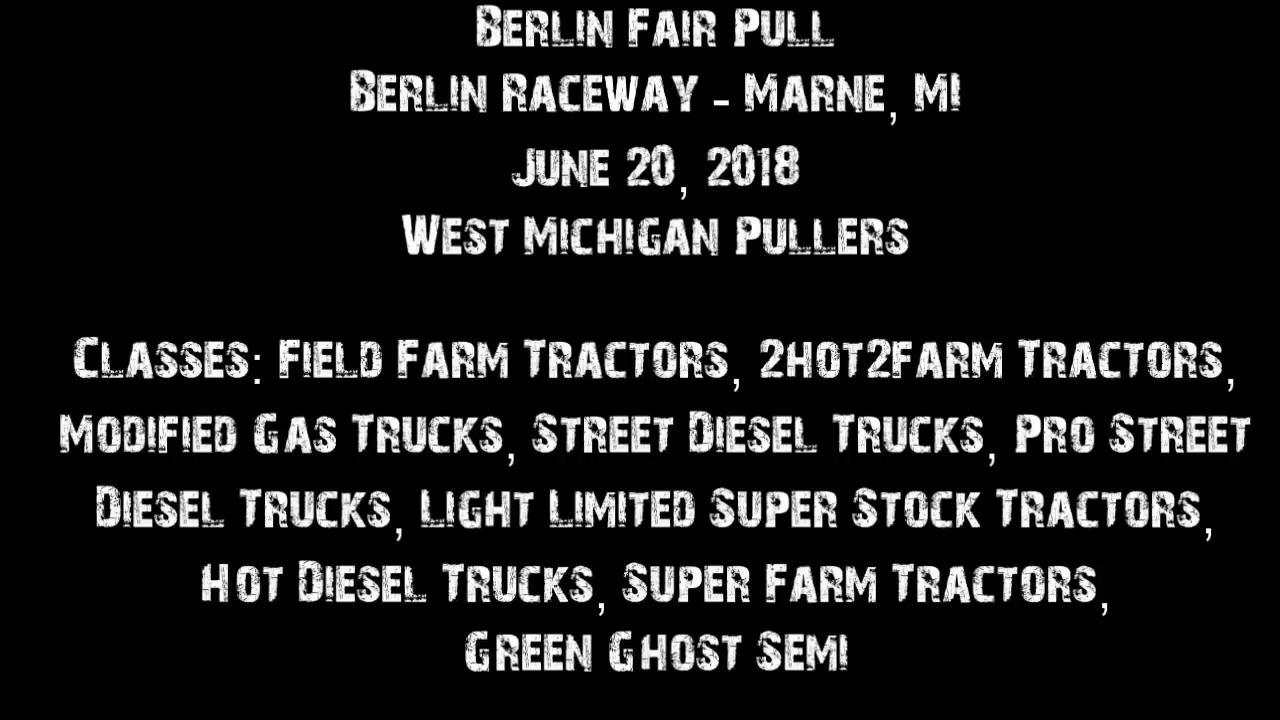 Berlin Fair Pull
Berlin Raceway - Marne, MI
June 20, 2018
West Michigan Pullers
Classes: Field Farm Tractors, 2hot2farm Tractors,
Modified Gas Trucks, Street Diesel Trucks, Pro Street
Diesel Trucks, Light Limited Super Stock Tractors,
Hot Diesel Trucks, Super Farm Tractors,
Green Ghost Semi